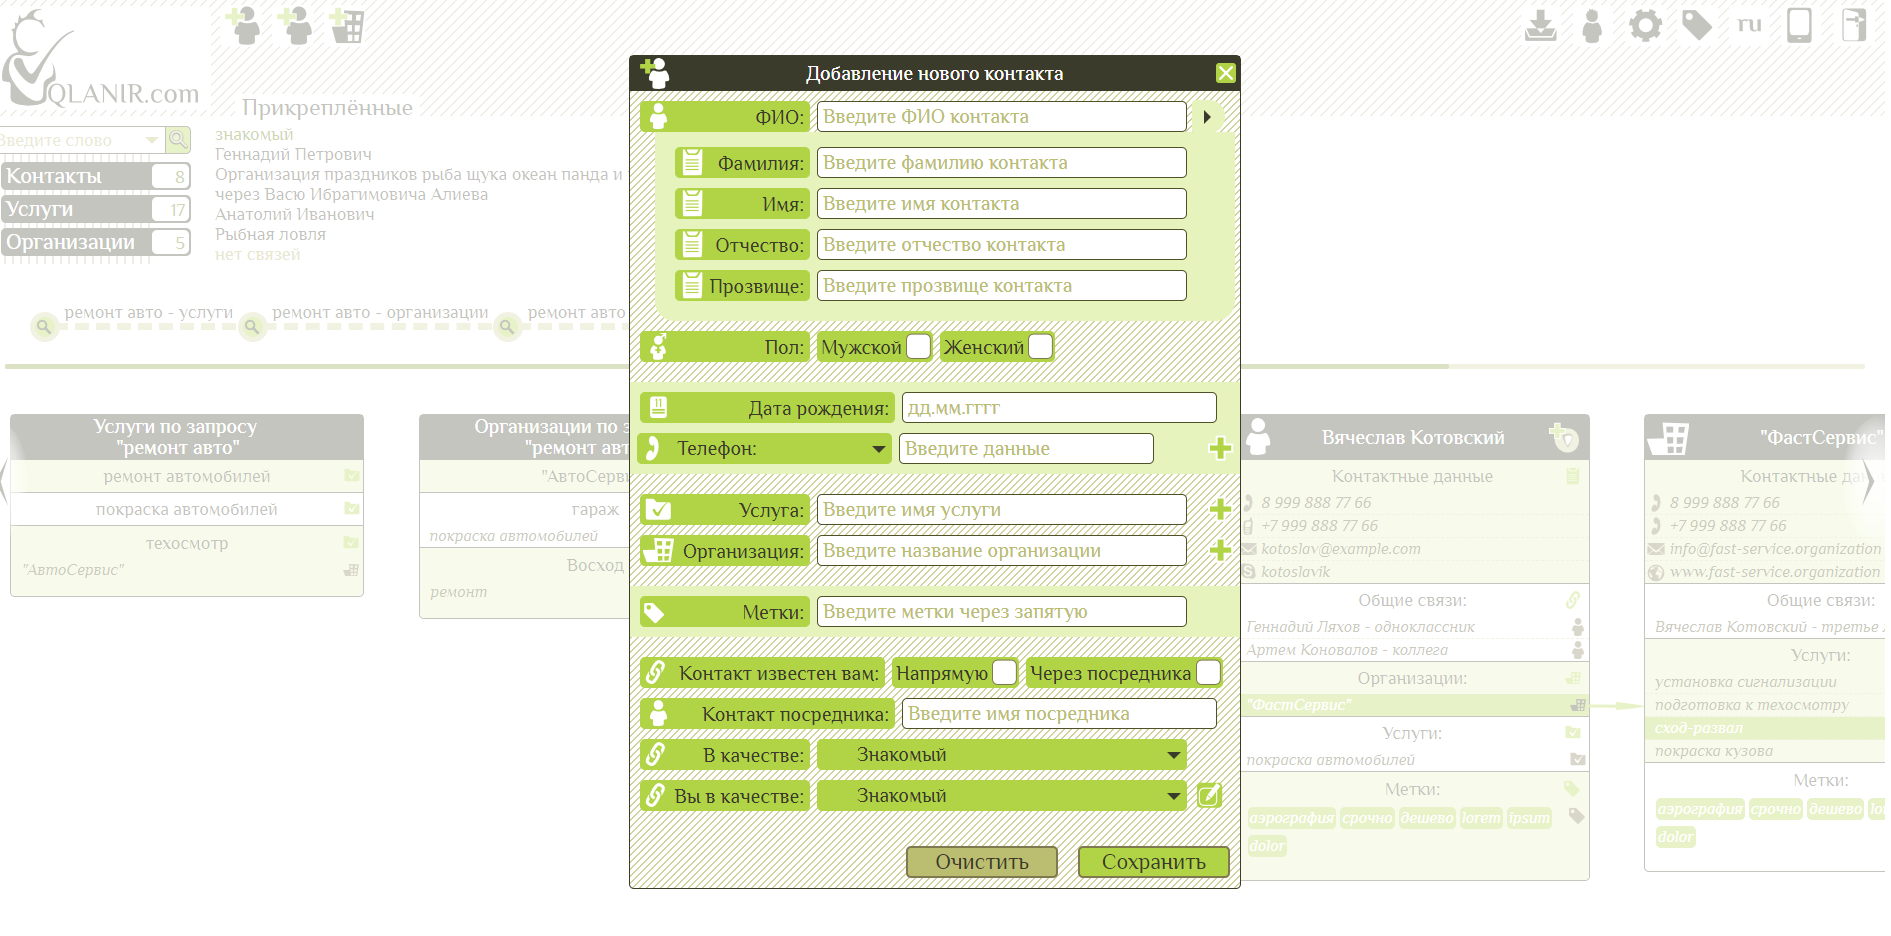 QLANIR.com
ru
Прикреплённые
Введите слово
Контакты 8
Услуги 17
Организации 5
знакомый
Геннадий Петрович
Организация праздников рыба щука океан панда и
через Васю Ибрагимовича Алиева
Анатолий Иванович
Рыбная ловля
нет связей
ремонт авто - услуги
ремонт авто - организации
ремонт авто
Услуги по запросу
"ремонт авто"
ремонт автомобилей
покраска автомобилей
техосмотр
"АвтоСервис"
Организации по
"ремонт авт
"АвтоСерви
гараж
покраска автомобилей
Восход
ремонт
Добавление нового контакта
ФИО: Введите ФИО контакта
Фамилия: Введите фамилию контакта
Имя: Введите имя контакта
Отчество: Введите отчество контакта
Прозвище: Введите прозвище контакта
Пол: Мужской Женский
Дата рождения: дд.мм.гггг
Телефон: Введите данные
Услуга: Введите имя услуги
Организация: Введите название организации
Метки: Введите метки через запятую
Контакт известен вам: Напрямую Через посредника
Контакт посредника: Введите имя посредника
В качестве: Знакомый
Вы в качестве: Знакомый
Очистить Сохранить
Вячеслав Котовский
Контактные данные
8 999 888 77 66
+7 999 888 77 66
kotoslav@example.com
kotoslavik
Общие связи:
Геннадий Ляхов - одноклассник
Артем Коновалов - коллега
Организации:
"ФастСервис"
Услуги:
покраска автомобилей
Метки:
аэрография срочно дешево lorem ipsum
dolor
"ФастСервис"
Контактные данные
8 999 888 77 66
+7 999 888 77 66
info@fast-service.organization
www.fast-service.organization
Общие связи:
Вячеслав Котовский - третье
Услуги:
установка сигнализации
подготовка к техосмотру
сход-развал
покраска кузова
Метки:
аэрография срочно дешево lo
dolor